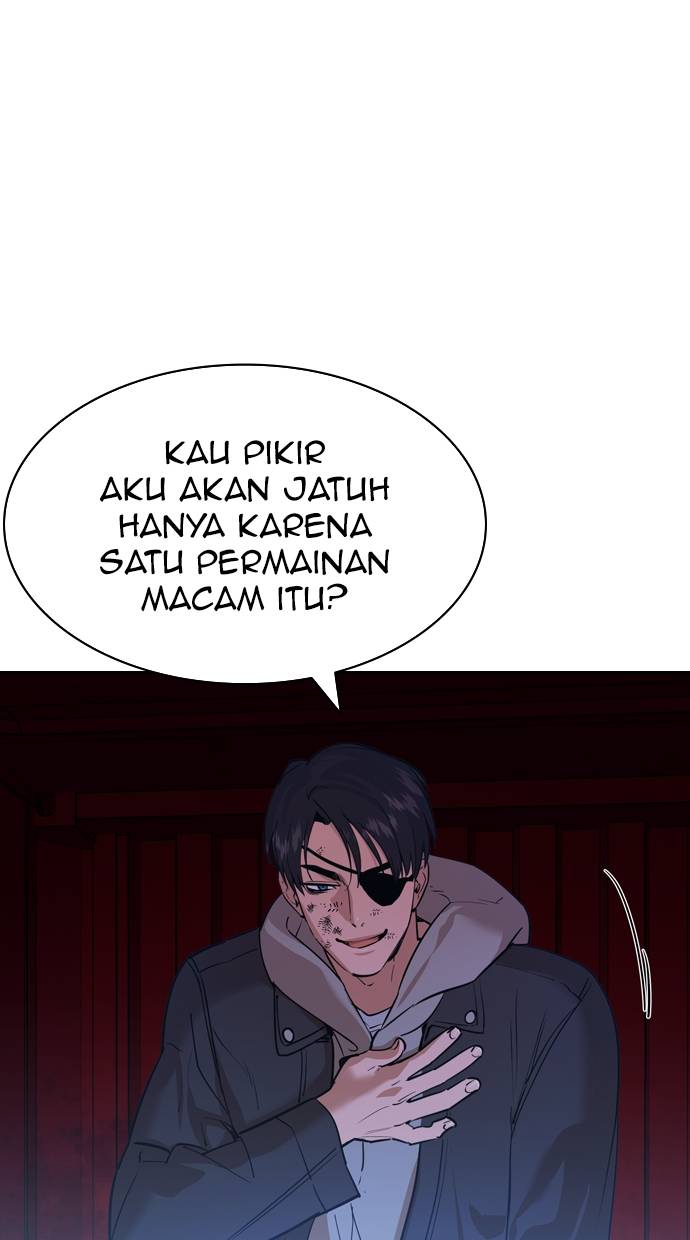 KAU PIKIR
AKU AKAN JATUH
HANYA KARENA
SATU PERMAINAN
MACAM ITU?